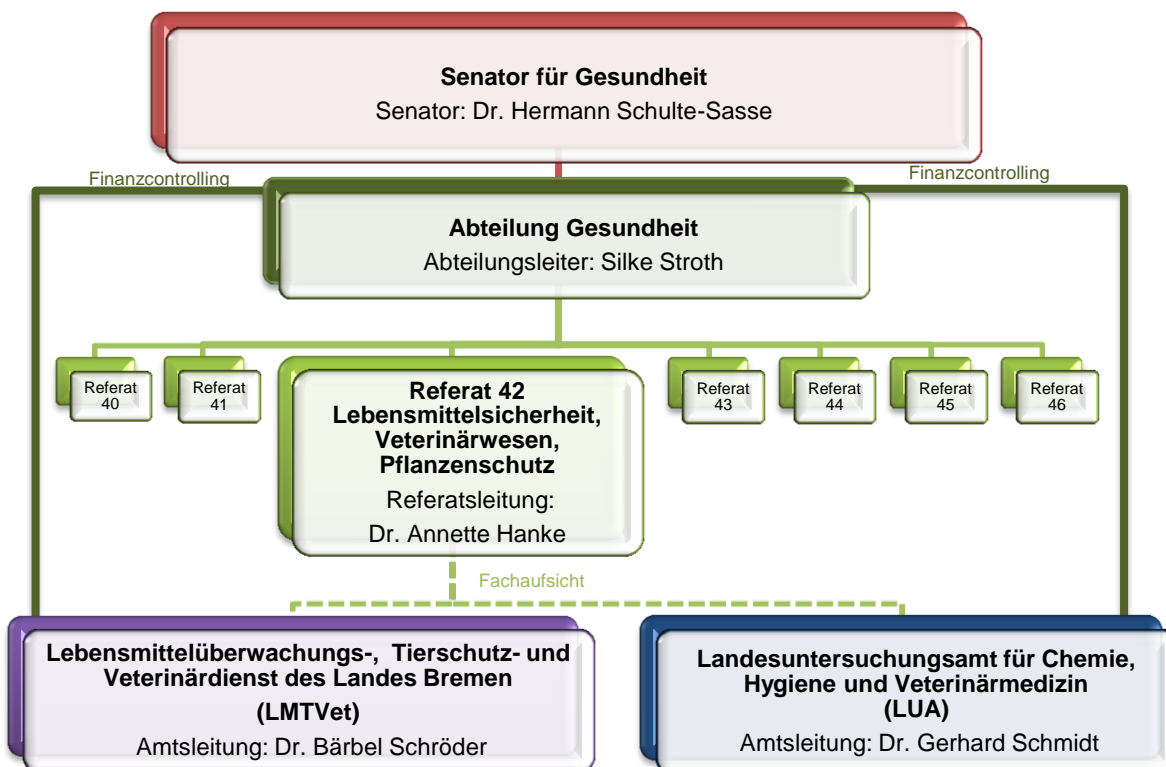 Senator für Gesundheit
Senator: Dr. Hermann Schulte-Sasse
Finanzcontrolling
Finanzcontrolling
Abteilung Gesundheit
Abteilungsleiter: Silke Stroth
Referat
40
Referat
41
Referat 42
Lebensmittelsicherheit,
Veterinärwesen,
Pflanzenschutz
Referatsleitung:
Dr. Annette Hanke
Referat
43
Referat
44
Referat
45
Referat
46
Fachaufsicht
Lebensmittelüberwachungs-, Tierschutz- und
Veterinärdienst des Landes Bremen
(LMTVet)
Amtsleitung: Dr. Bärbel Schröder
Landesuntersuchungsamt für Chemie,
Hygiene und Veterinärmedizin
(LUA)
Amtsleitung: Dr. Gerhard Schmidt